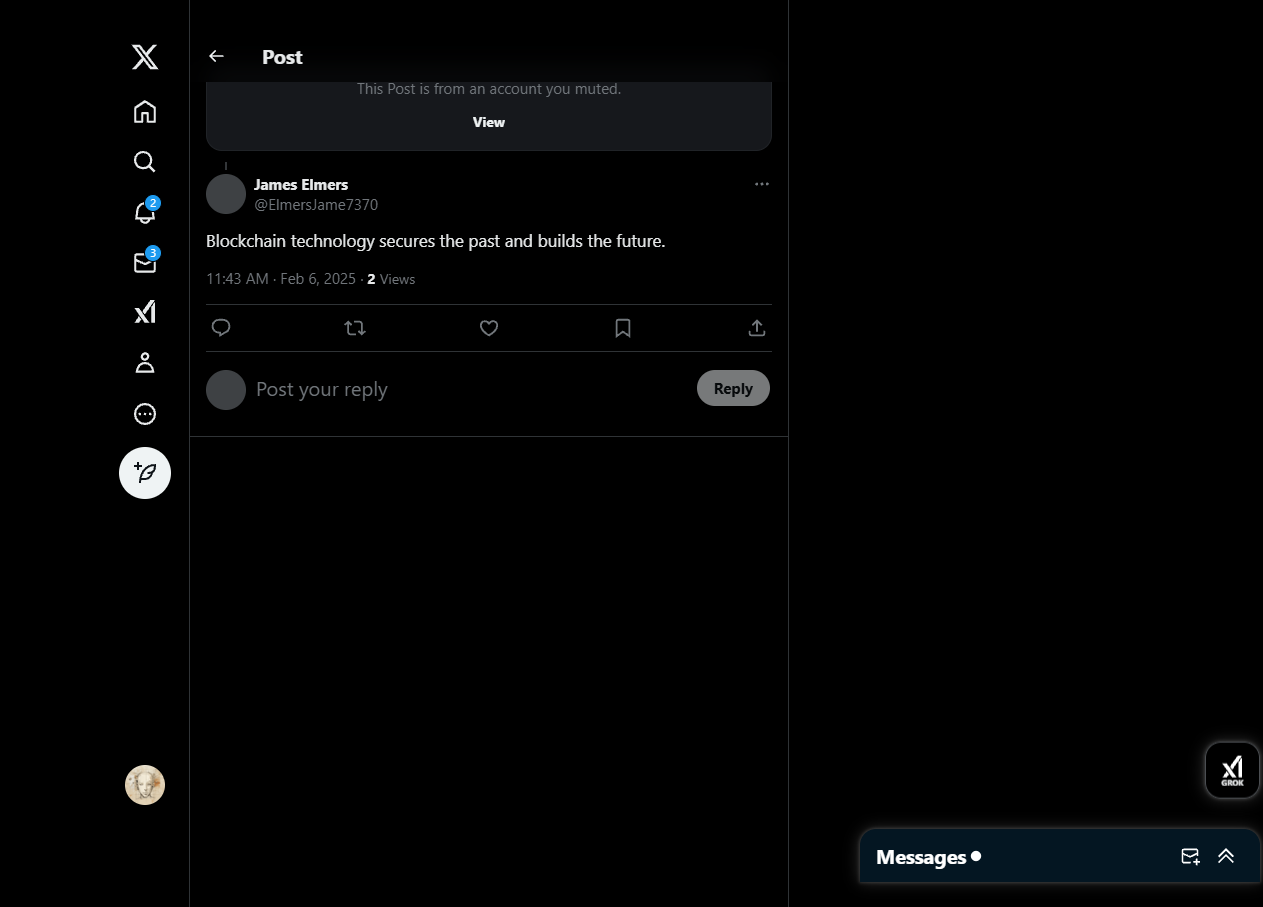 Post
This Post is from an account you muted.
View
James Elmers
@ElmersJame7370
Blockchain technology secures the past and builds the future.
11:43 AM · Feb 6, 2025 · 2 Views
Post your reply
Reply
2
3
GROK
Messages